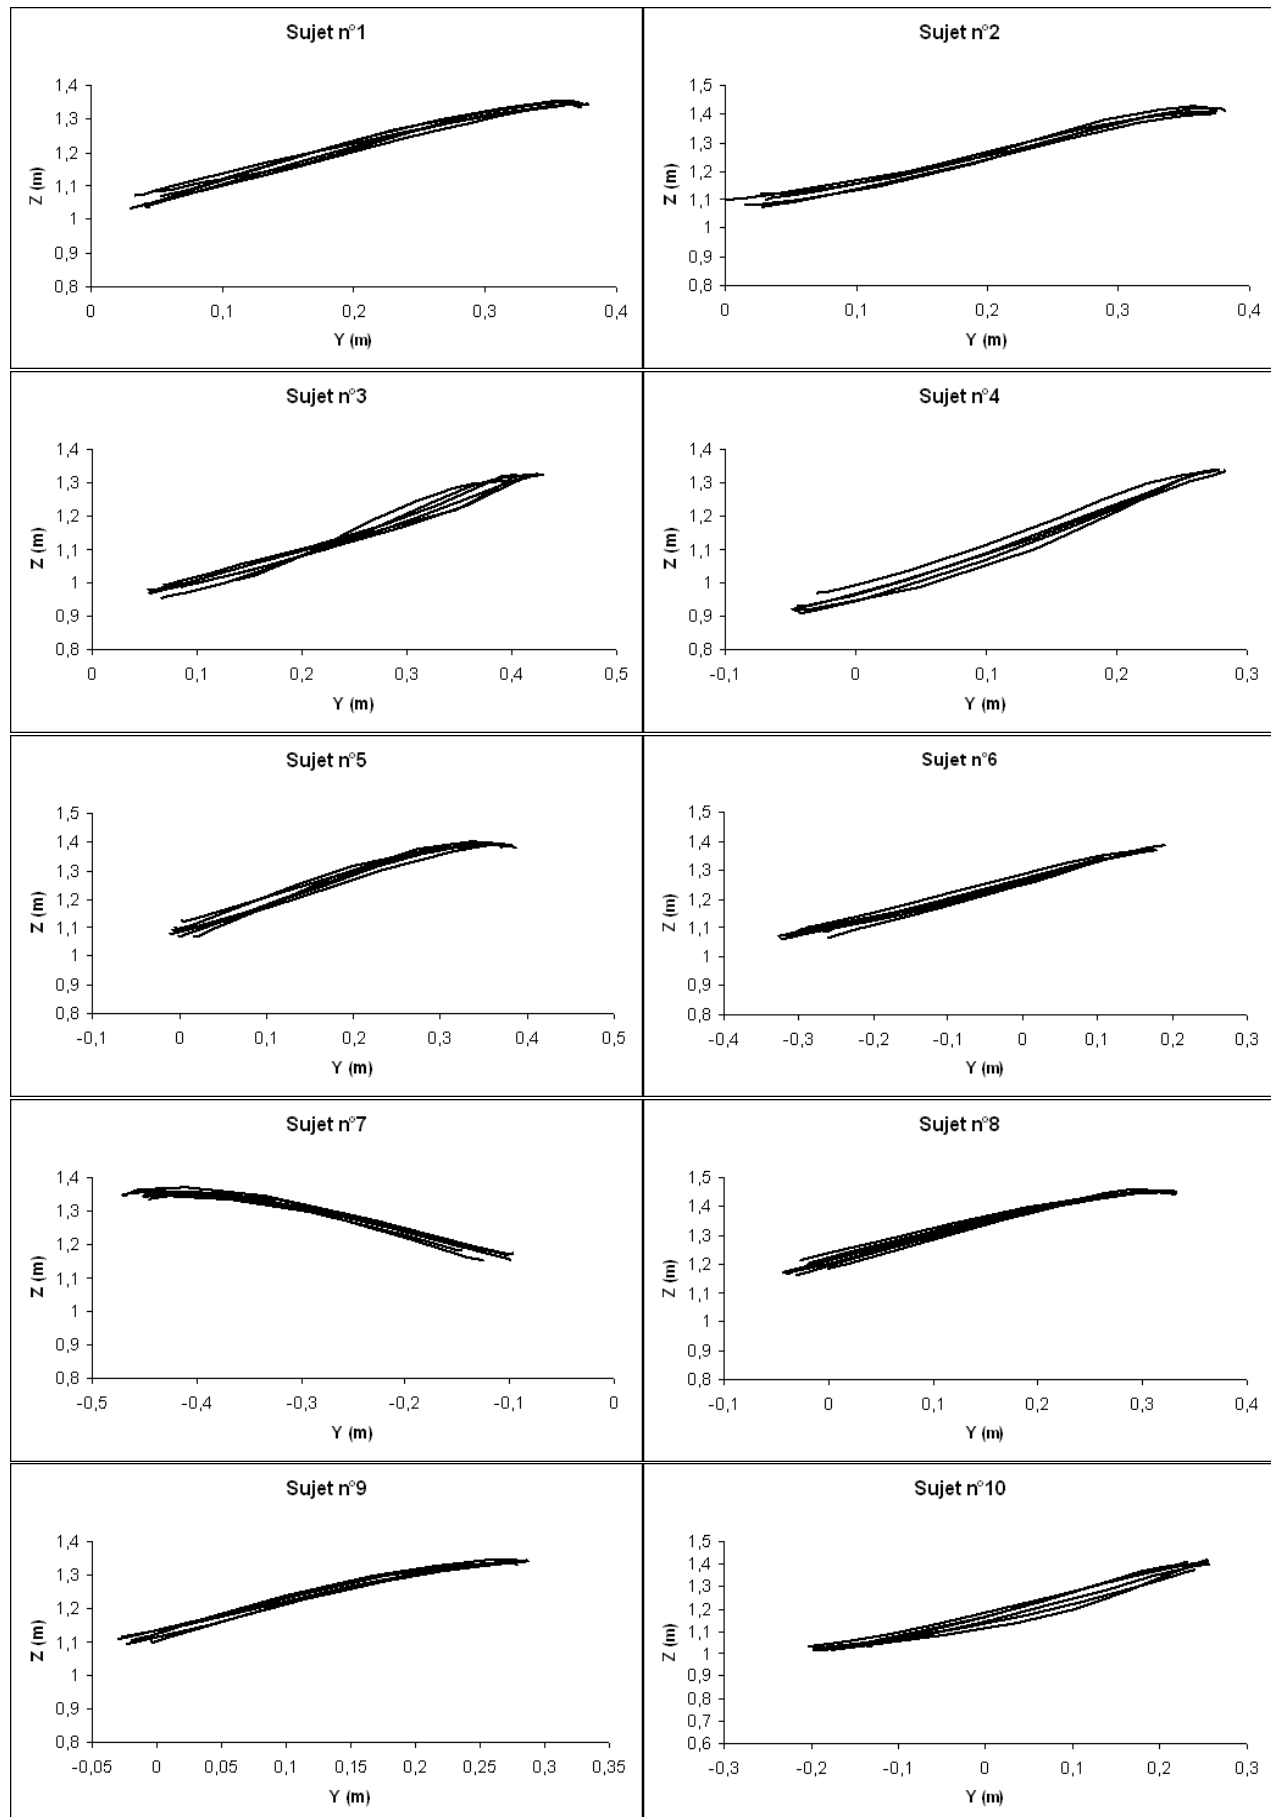 Sujet n°1
Z (m)
1,4
1,3
1,2
1,1
1
0,9
0,8
0 0,1 0,2 0,3 0,4
Y (m)
Sujet n°2
Z (m)
1,5
1,4
1,3
1,2
1,1
1
0,9
0,8
0 0,1 0,2 0,3 0,4
Y (m)
Sujet n°3
Z (m)
1,4
1,3
1,2
1,1
1
0,9
0,8
0 0,1 0,2 0,3 0,4 0,5
Y (m)
Sujet n°4
Z (m)
1,4
1,3
1,2
1,1
1
0,9
0,8
-0,1 0 0,1 0,2 0,3
Y (m)
Sujet n°5
Z (m)
1,5
1,4
1,3
1,2
1,1
1
0,9
0,8
-0,1 0 0,1 0,2 0,3 0,4 0,5
Y (m)
Sujet n°6
Z (m)
1,5
1,4
1,3
1,2
1,1
1
0,9
0,8
-0,4 -0,3 -0,2 -0,1 0 0,1 0,2 0,3
Y (m)
Sujet n°7
Z (m)
1,4
1,3
1,2
1,1
1
0,9
0,8
-0,5 -0,4 -0,3 -0,2 -0,1 0
Y (m)
Sujet n°8
Z (m)
1,5
1,4
1,3
1,2
1,1
1
0,9
0,8
-0,1 0 0,1 0,2 0,3 0,4
Y (m)
Sujet n°9
Z (m)
1,4
1,3
1,2
1,1
1
0,9
0,8
-0,05 0 0,05 0,1 0,15 0,2 0,25 0,3 0,35
Y (m)
Sujet n°10
Z (m)
1,5
1,4
1,3
1,2
1,1
1
0,9
0,8
0,7
0,6
-0,3 -0,2 -0,1 0 0,1 0,2 0,3
Y (m)